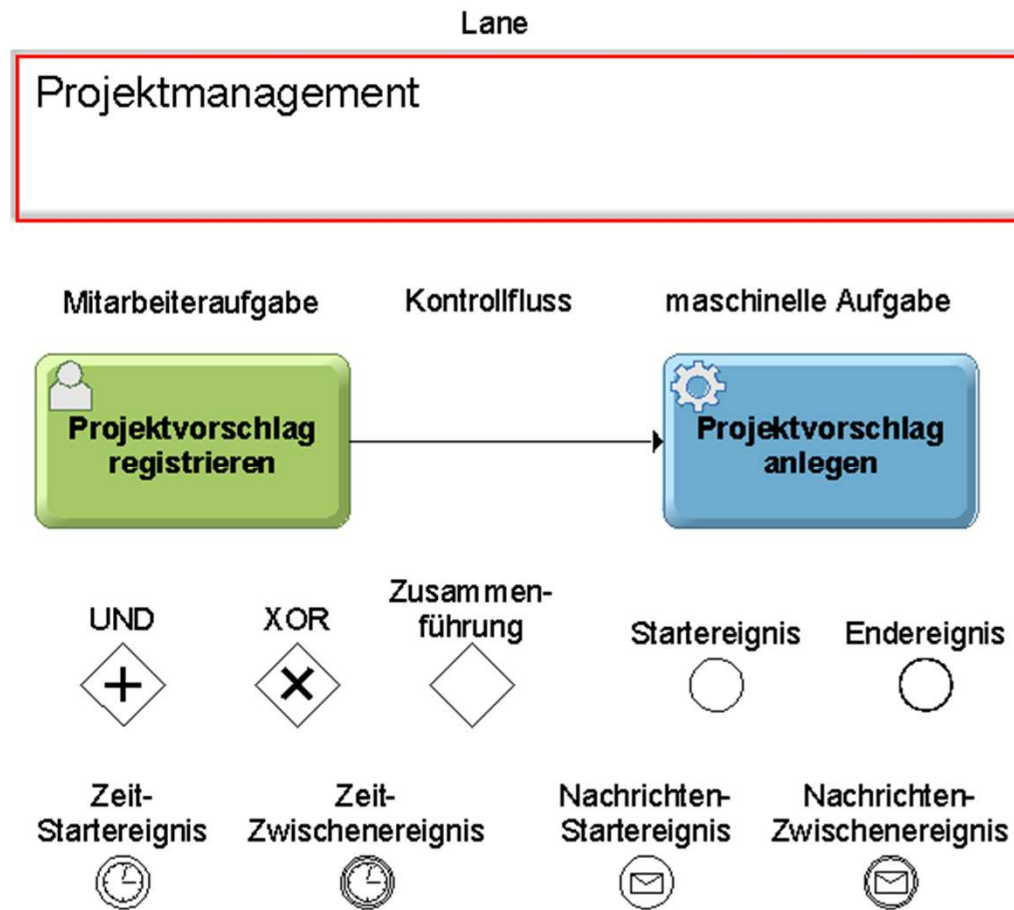 Lane
Projektmanagement
Mitarbeiteraufgabe
Kontrollfluss
maschinelle Aufgabe
Projektvorschlag
registrieren
Projektvorschlag
anlegen
UND
XOR
Zusammen-
führung
Startereignis
Endereignis
Zeit-
Startereignis
Zeit-
Zwischenereignis
Nachrichten-
Startereignis
Nachrichten-
Zwischenereignis